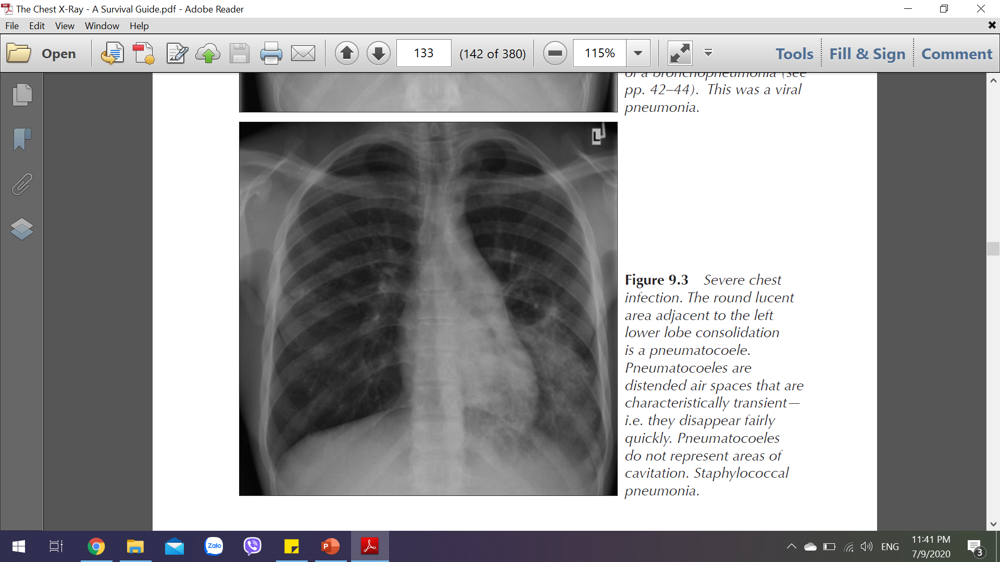 The Chest X-Ray - A Survival Guide.pdf - Adobe Reader
File Edit View Window Help
Open
133
(142 of 380)
115%
Tools
Fill & Sign
Comment
of a bronchopneumonia (see
pp. 42–44). This was a viral
pneumonia.
L
Figure 9.3 Severe chest
infection. The round lucent
area adjacent to the left
lower lobe consolidation
is a pneumatocoele.
Pneumatocoeles are
distended air spaces that are
characteristically transient—
i.e. they disappear fairly
quickly. Pneumatocoeles
do not represent areas of
cavitation. Staphylococcal
pneumonia.
Zalo
P
ENG
11:41 PM
7/9/2020
3